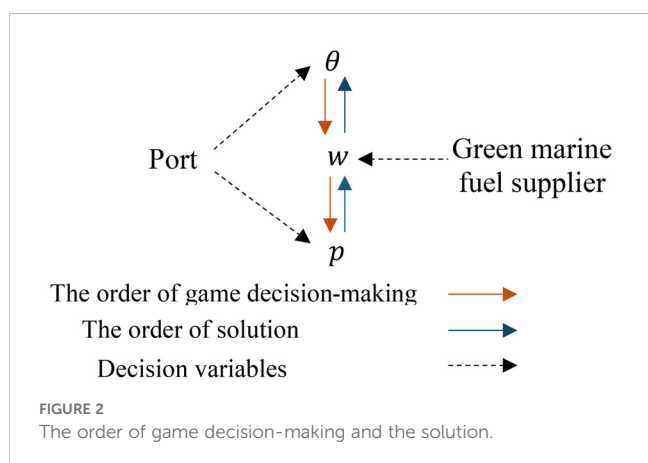 θ
Port
w
Green marine
fuel supplier
p
The order of game decision-making
The order of solution
Decision variables
FIGURE 2
The order of game decision-making and the solution.